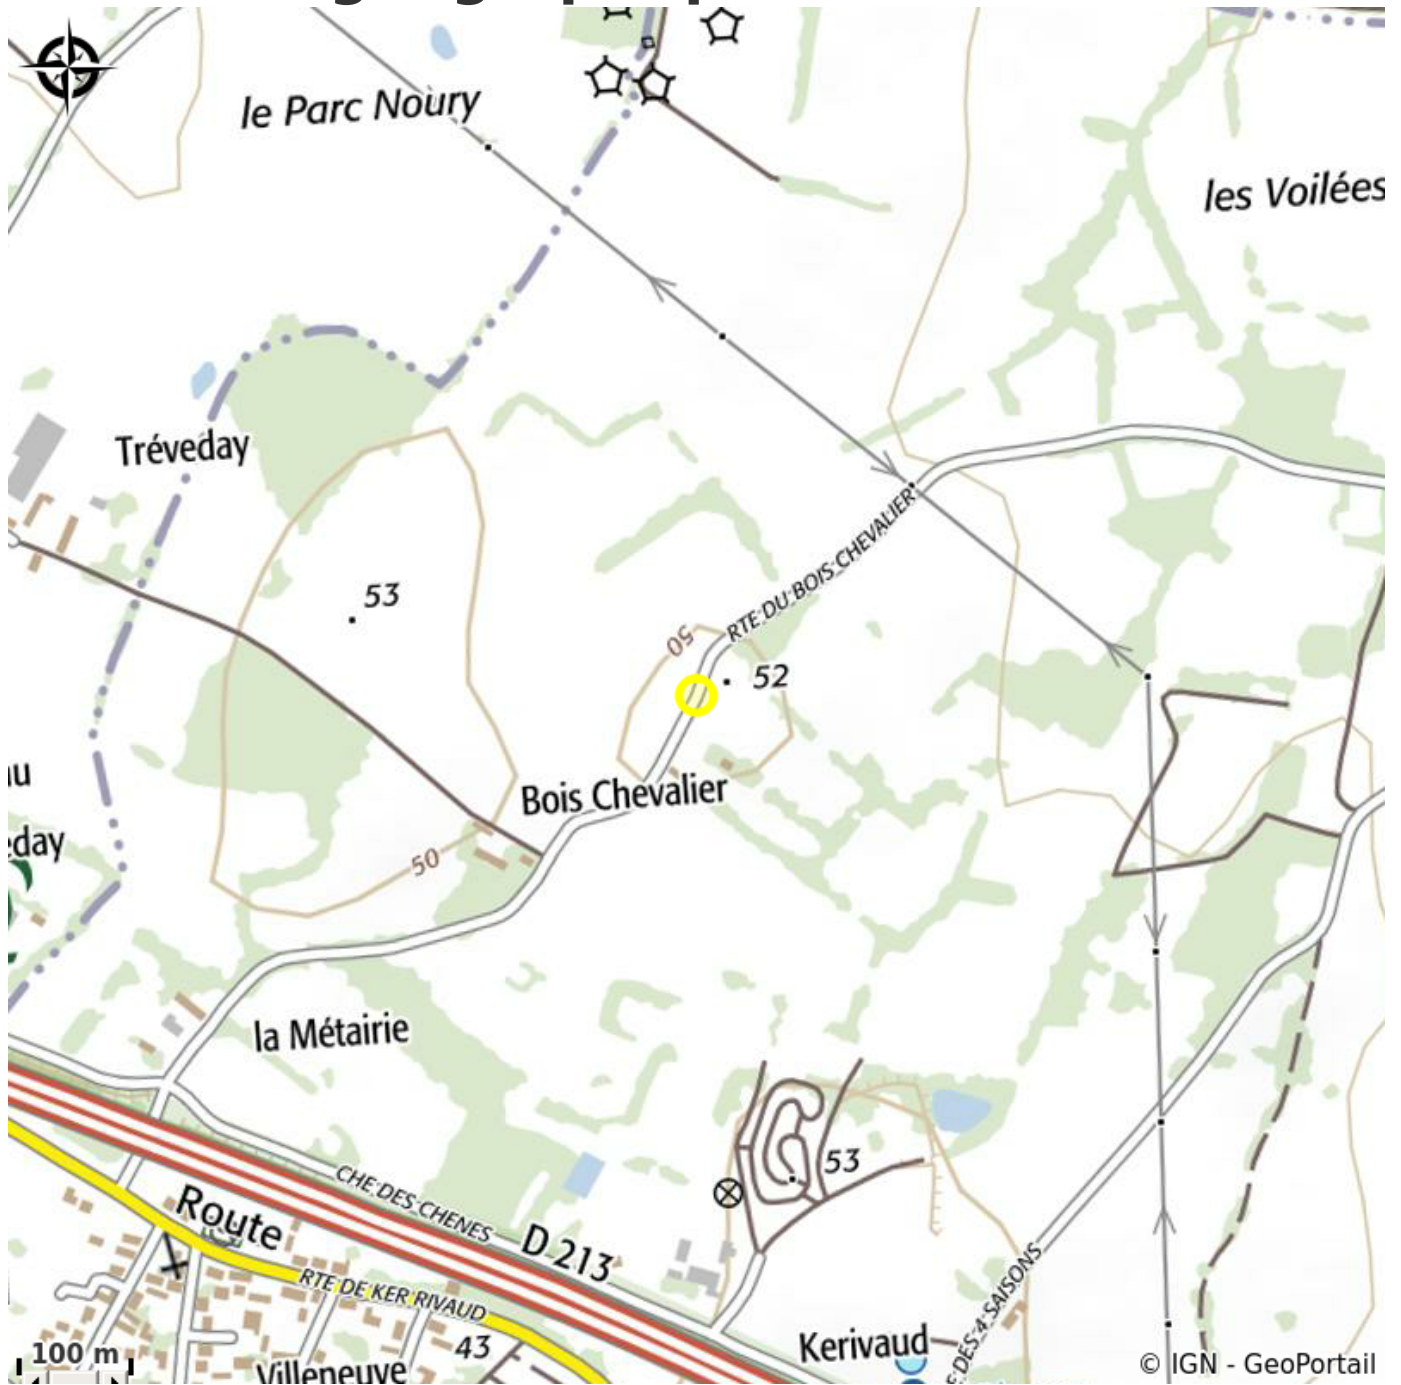 le Parc Noury
les Voilées
Tréveday
53
RTE DU BOIS CHEVALIER
50
52
Bois Chevalier
50
la Métairie
CHE DES CHENES
53
Route
D 213
RTE DE KER RIVAUD
DES 4 SAISONS
43
Kerivaud
100 m
Villeneuve
© IGN - GeoPortail